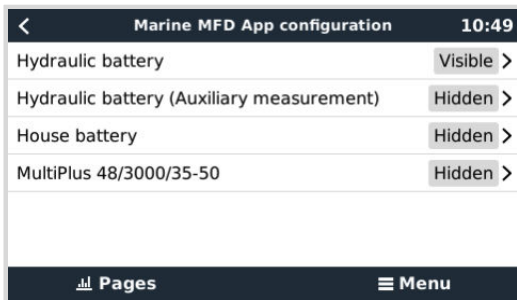 Marine MFD App configuration 10:49
Hydraulic battery Visible
Hydraulic battery (Auxiliary measurement) Hidden
House battery Hidden
MultiPlus 48/3000/35-50 Hidden
Pages Menu